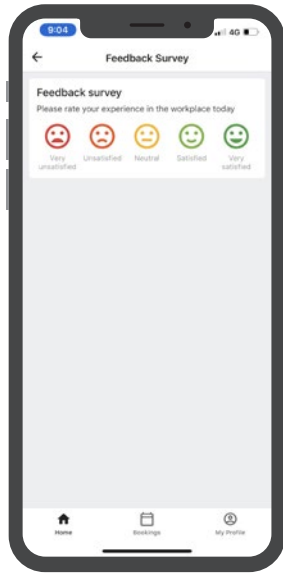 9:04
4G
Feedback Survey
Feedback survey
Please rate your experience in the workplace today
Very unsatisfied
Unsatisfied
Neutral
Satisfied
Very satisfied
Home
Bookings
My Profile